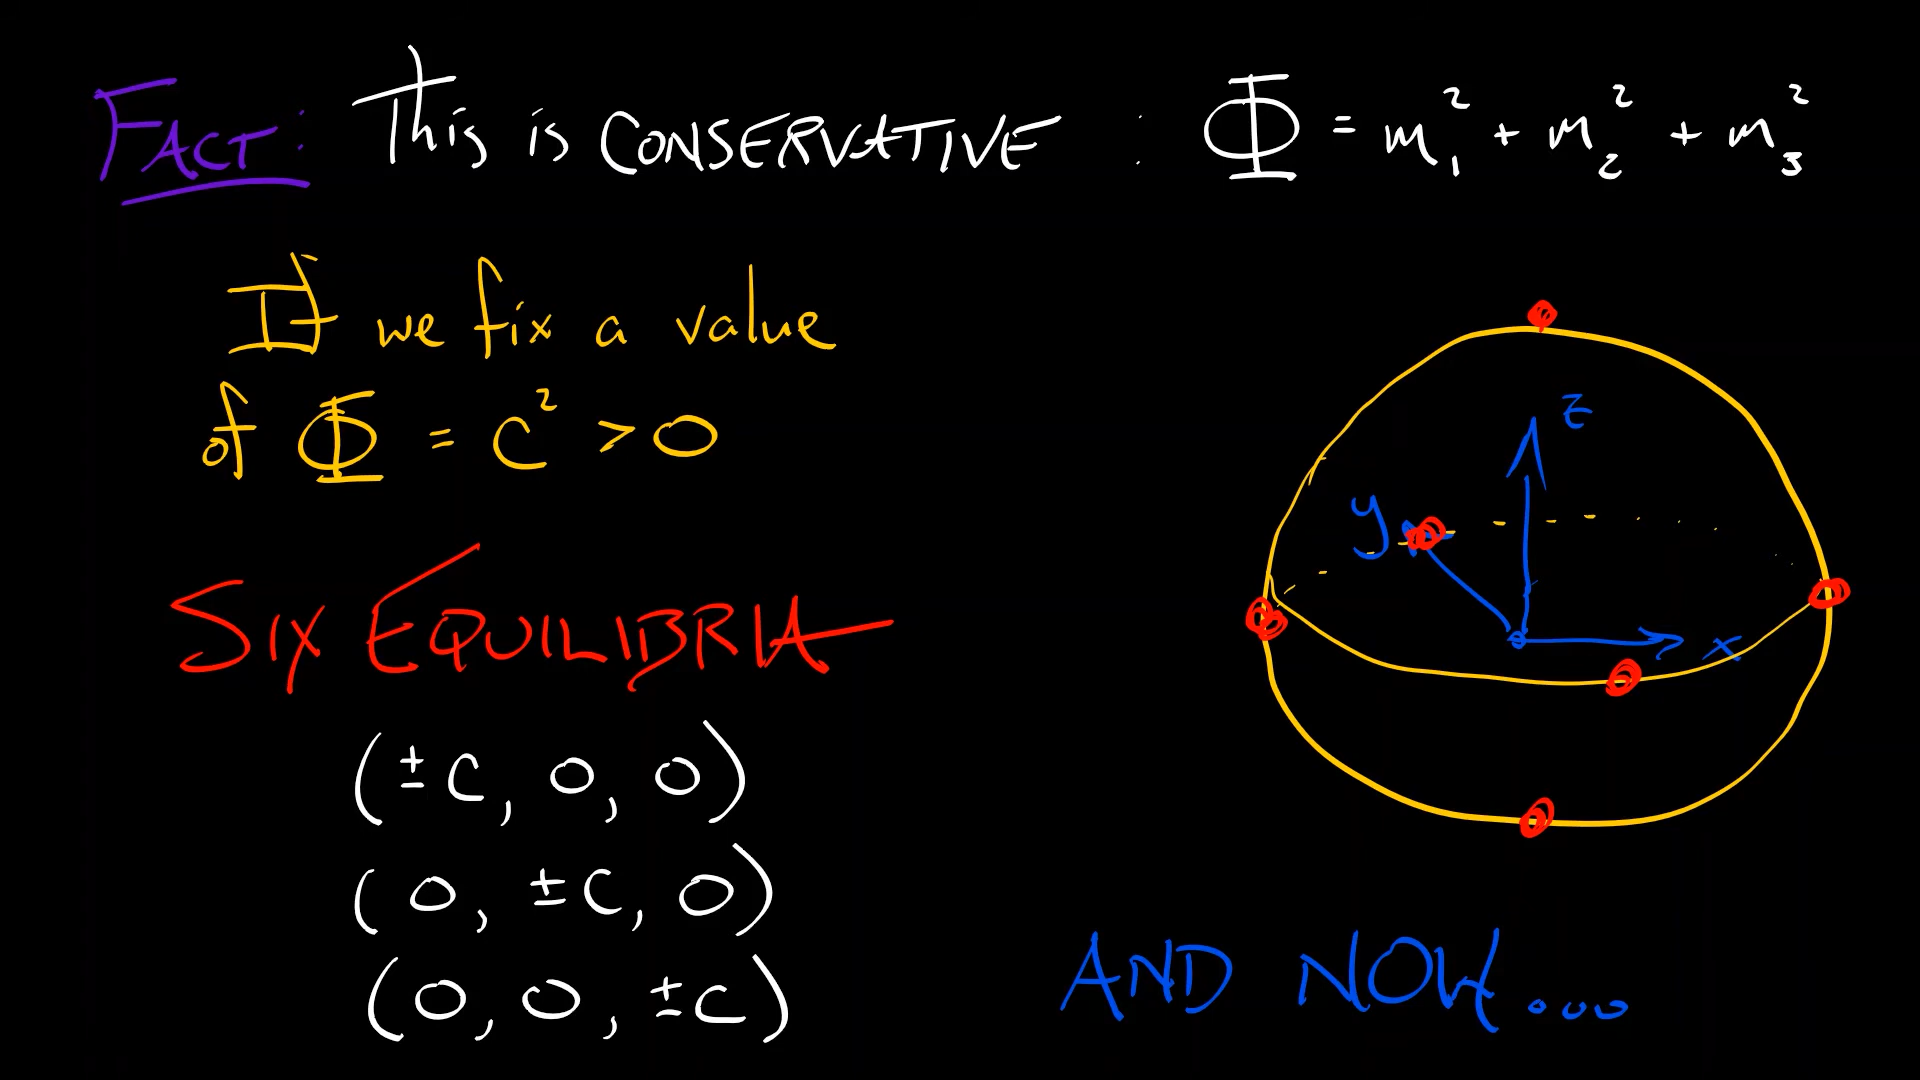 FACT: This is CONSERVATIVE : Φ = m₁² + m₂² + m₃²
If we fix a value
of Φ = C² > 0
SIX EQUILIBRIA
(±C, 0, 0)
(0, ±C, 0)
(0, 0, ±C)
z
y
x
AND NOW...